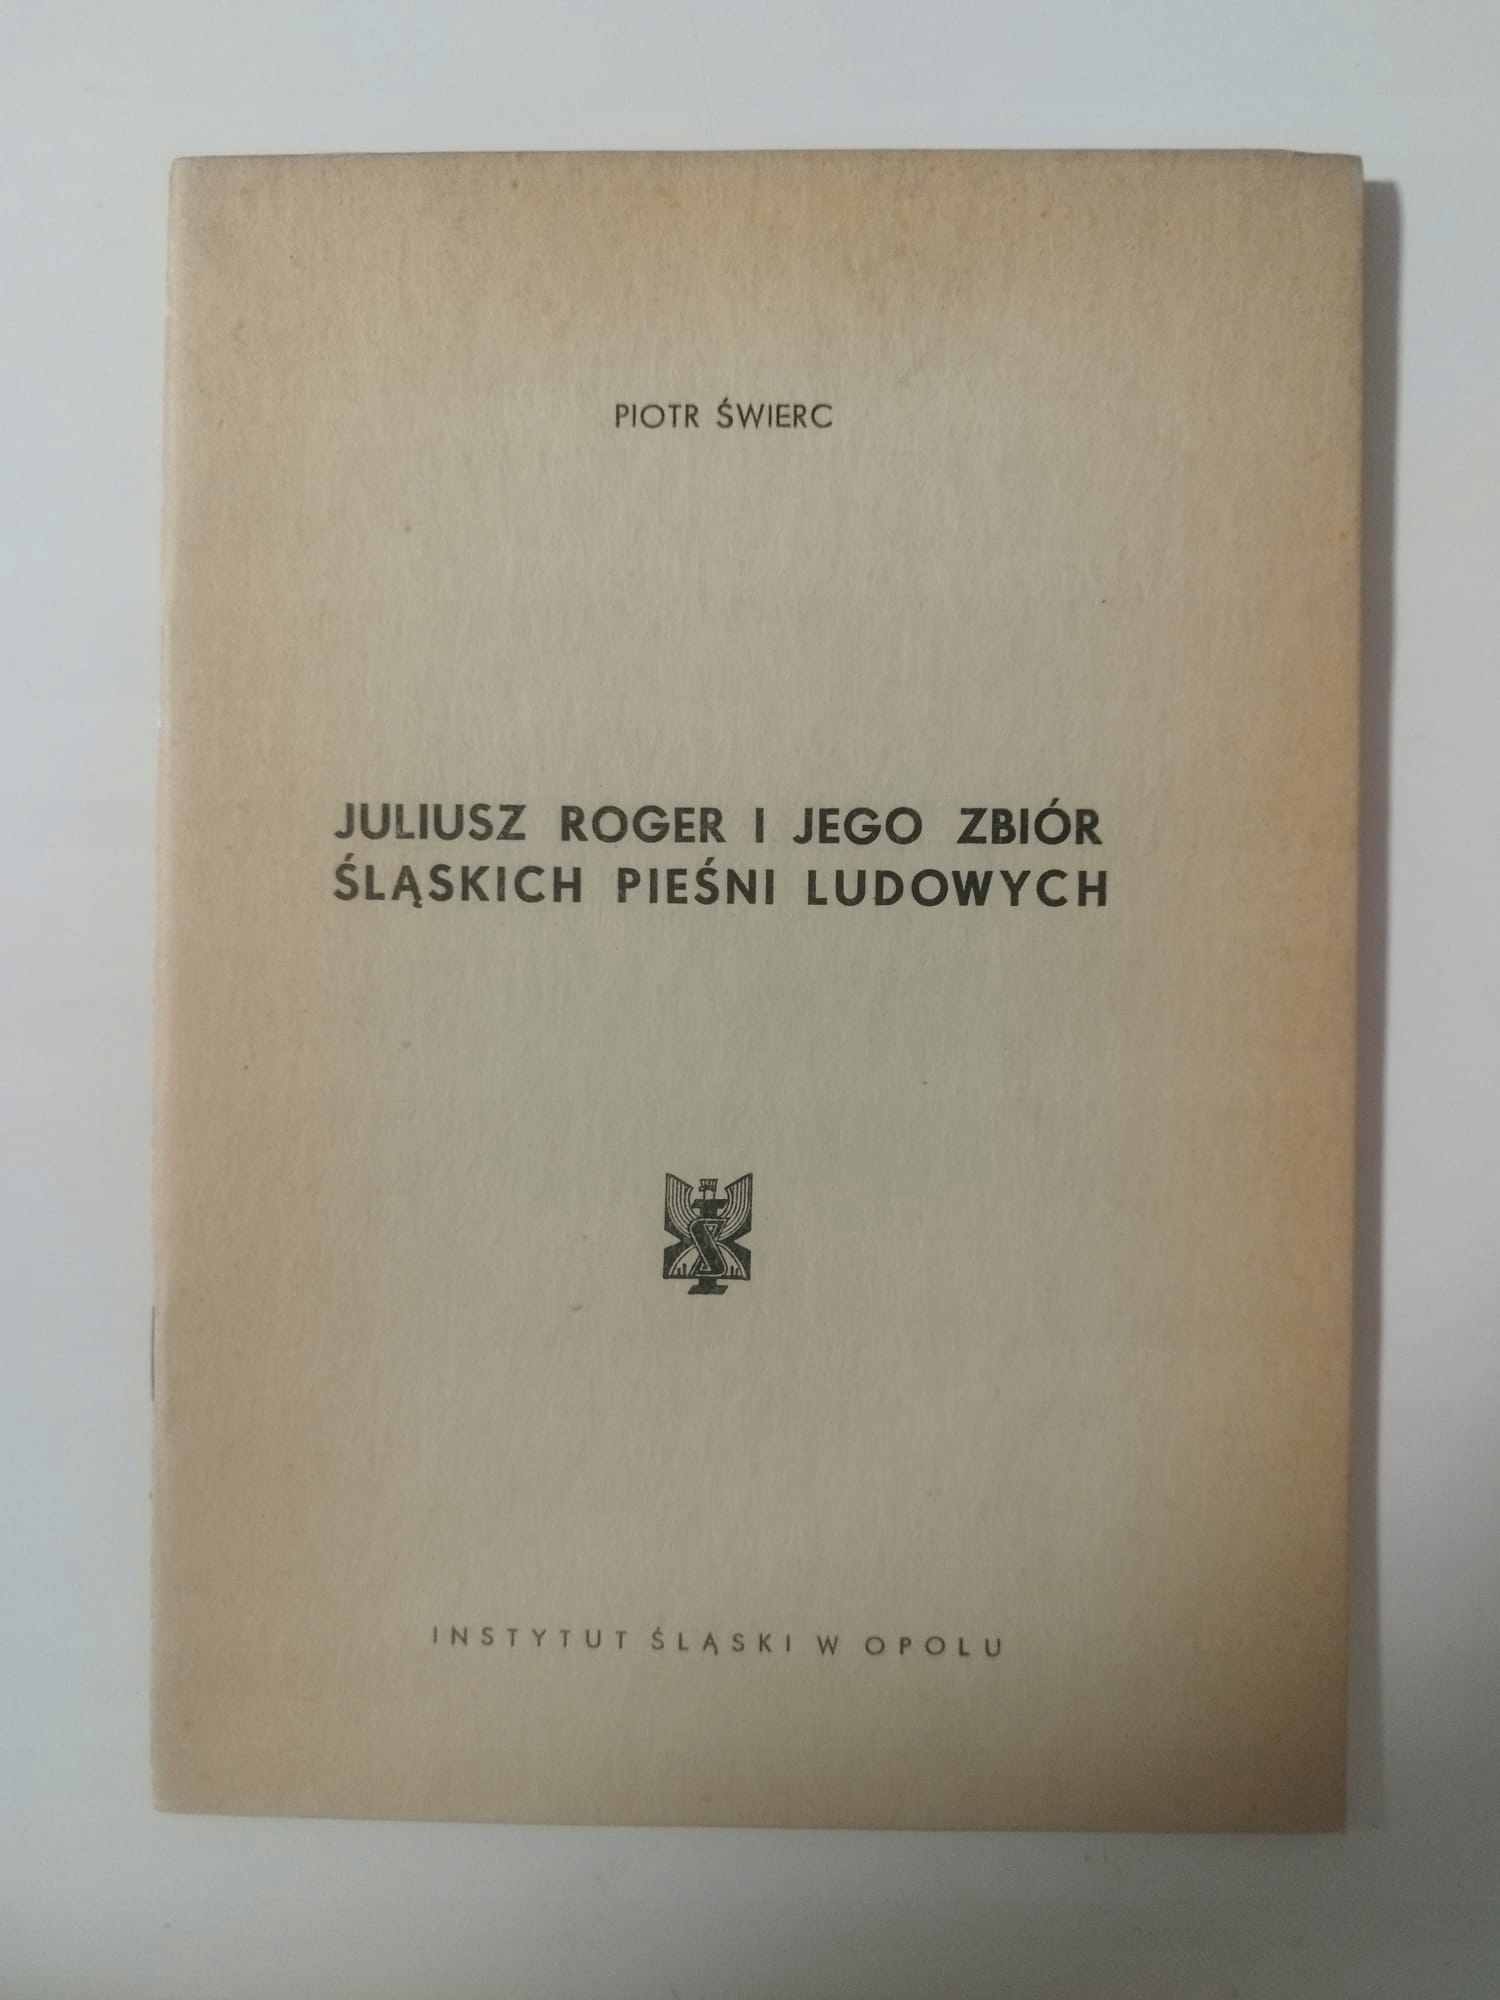 PIOTR ŚWIERC
JULIUSZ ROGER I JEGO ZBIÓR
ŚLĄSKICH PIEŚNI LUDOWYCH
INSTYTUT ŚLĄSKI W OPOLU